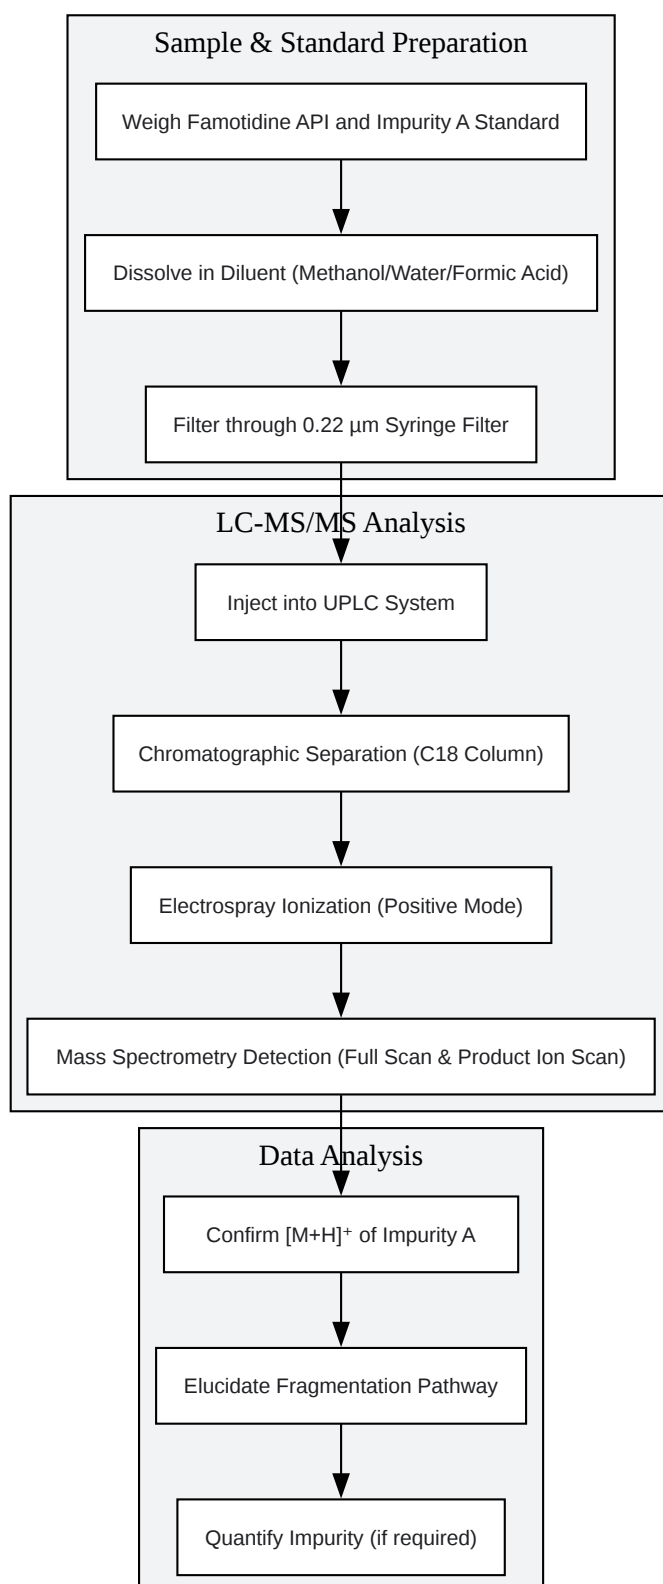 Sample & Standard Preparation
Weigh Famotidine API and Impurity A Standard
Dissolve in Diluent (Methanol/Water/Formic Acid)
Filter through 0.22 µm Syringe Filter
LC-MS/MS Analysis
Inject into UPLC System
Chromatographic Separation (C18 Column)
Electrospray Ionization (Positive Mode)
Mass Spectrometry Detection (Full Scan & Product Ion Scan)
Data Analysis
Confirm [M+H]⁺ of Impurity A
Elucidate Fragmentation Pathway
Quantify Impurity (if required)